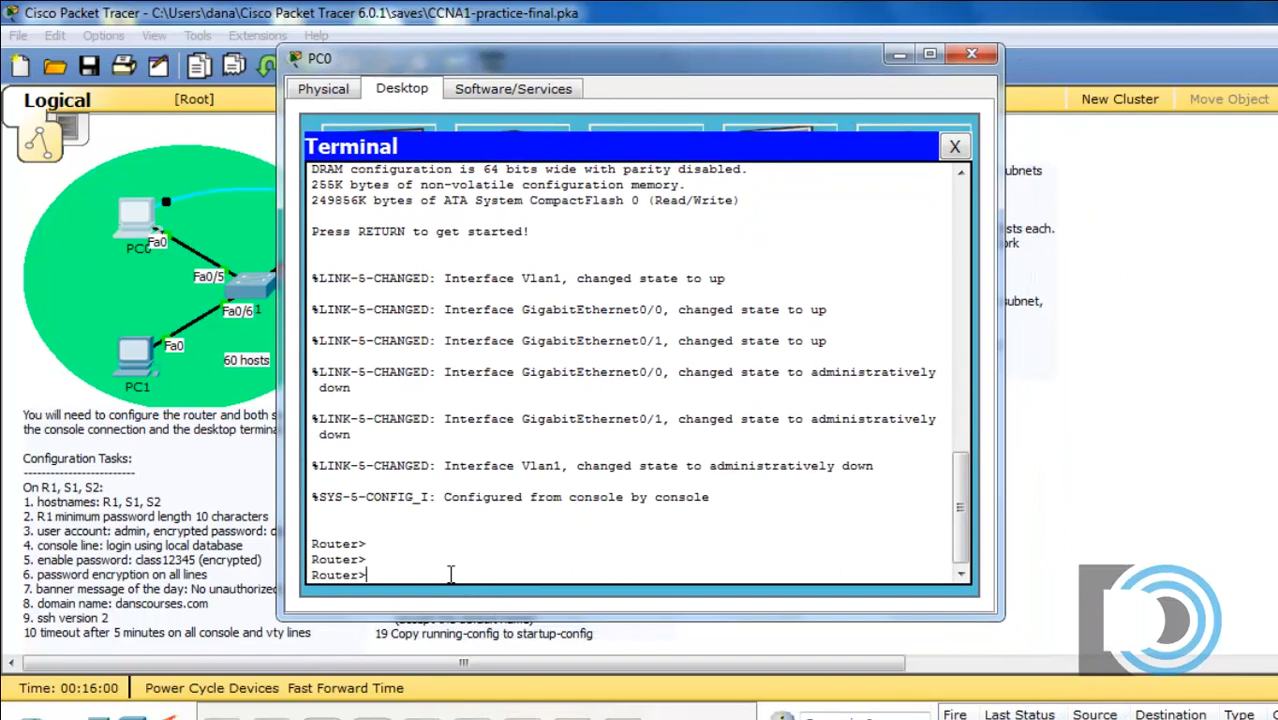 Cisco Packet Tracer - C:\Users\dana\Cisco Packet Tracer 6.0.1\saves\CCNA1-practice-final.pka
File Edit Options View Tools Extensions Help
PC0
Physical Desktop Software/Services
Logical [Root] New Cluster Move Object
Terminal X
DRAM configuration is 64 bits wide with parity disabled.
255K bytes of non-volatile configuration memory.
249856K bytes of ATA System CompactFlash 0 (Read/Write)
Press RETURN to get started!
%LINK-5-CHANGED: Interface Vlan1, changed state to up
%LINK-5-CHANGED: Interface GigabitEthernet0/0, changed state to up
%LINK-5-CHANGED: Interface GigabitEthernet0/1, changed state to up
%LINK-5-CHANGED: Interface GigabitEthernet0/0, changed state to administratively
down
%LINK-5-CHANGED: Interface GigabitEthernet0/1, changed state to administratively
down
%LINK-5-CHANGED: Interface Vlan1, changed state to administratively down
%SYS-5-CONFIG_I: Configured from console by console
Router>
Router>
Router>
ubnets
ts each.
ork
ubnet,
PC0
Fa0
Fa0/5
Fa0/6 1
Fa0
60 hosts
PC1
You will need to configure the router and both s
the console connection and the desktop termina
Configuration Tasks:
------------------------
On R1, S1, S2:
1. hostnames: R1, S1, S2
2. R1 minimum password length 10 characters
3. user account: admin, encrypted password: c
4. console line: login using local database
5. enable password: class12345 (encrypted)
6. password encryption on all lines
7. banner message of the day: No unauthorized
8. domain name: danscourses.com
9. ssh version 2
10 timeout after 5 minutes on all console and vty lines
(accept the default name)
19 Copy running-config to startup-config
Time: 00:16:00 Power Cycle Devices Fast Forward Time
Fire Last Status Source Destination Type Col